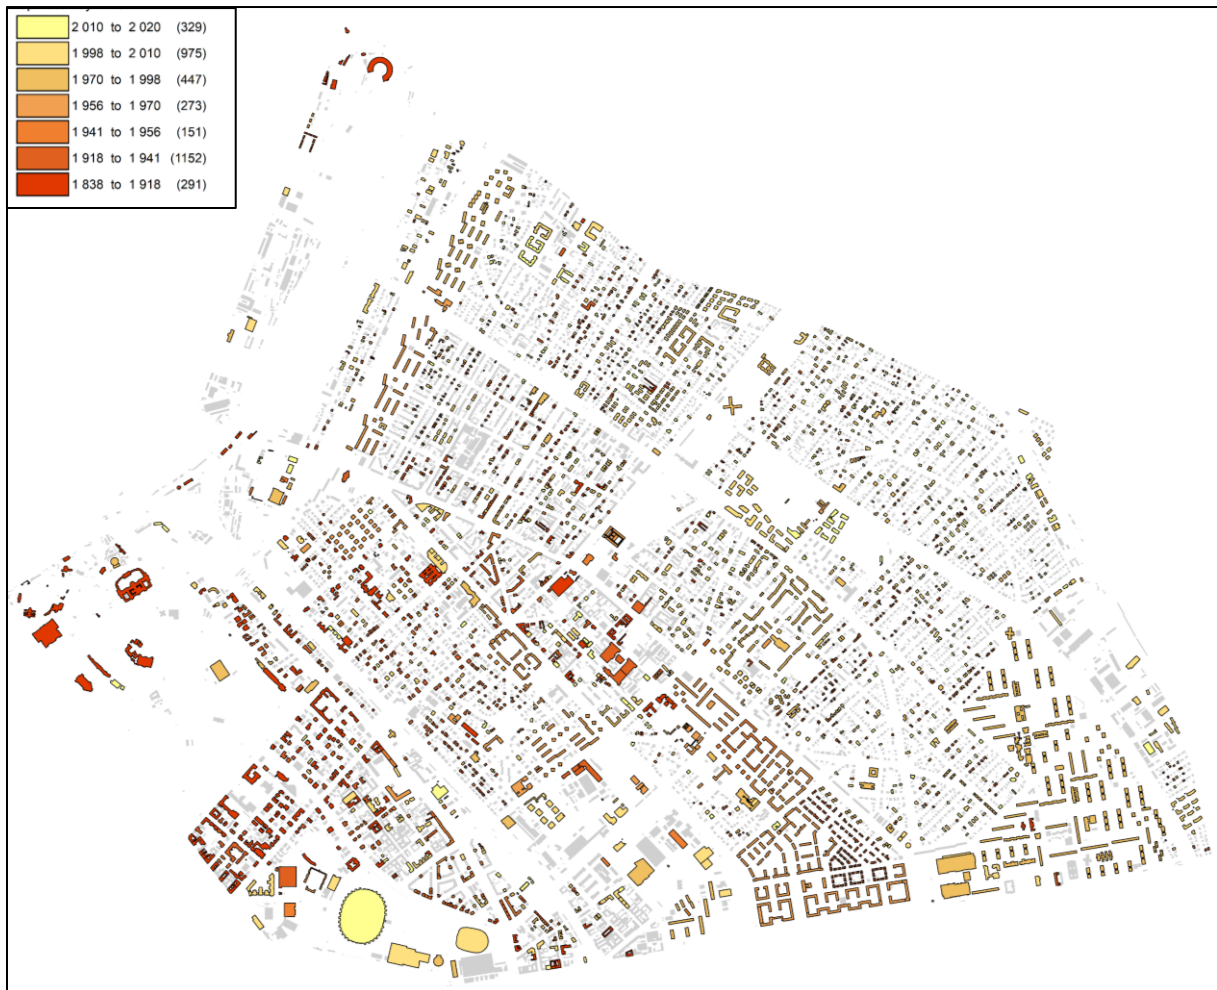 2 010 to 2 020 (329)
1 998 to 2 010 (975)
1 970 to 1 998 (447)
1 956 to 1 970 (273)
1 941 to 1 956 (151)
1 918 to 1 941 (1152)
1 838 to 1 918 (291)